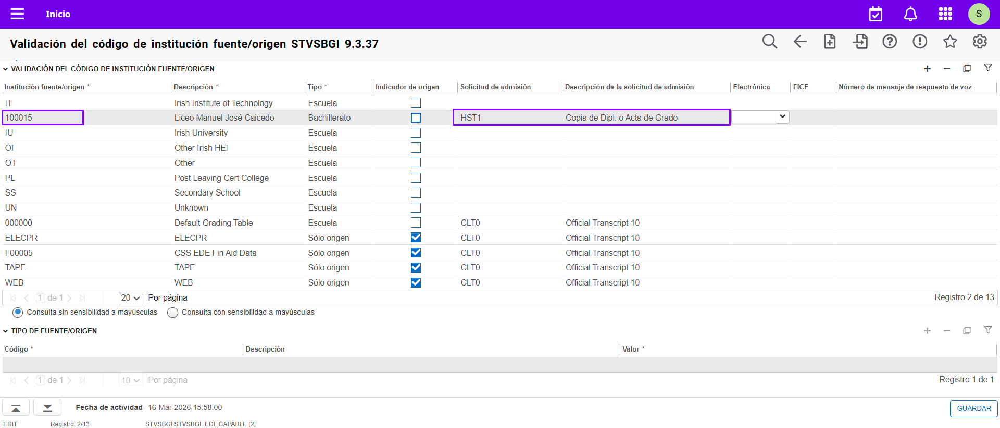 Inicio
S
Validación del código de institución fuente/origen STVSBGI 9.3.37
VALIDACIÓN DEL CÓDIGO DE INSTITUCIÓN FUENTE/ORIGEN
Institución fuente/origen * Descripción * Tipo * Indicador de origen Solicitud de admisión Descripción de la solicitud de admisión Electrónica FICE Número de mensaje de respuesta de voz
IT Irish Institute of Technology Escuela
100015 Liceo Manuel José Caicedo Bachillerato HST1 Copia de Dipl. o Acta de Grado
IU Irish University Escuela
OI Other Irish HEI Escuela
OT Other Escuela
PL Post Leaving Cert College Escuela
SS Secondary School Escuela
UN Unknown Escuela
000000 Default Grading Table Escuela CLT0 Official Transcript 10
ELECPR ELECPR Sólo origen CLT0 Official Transcript 10
F00005 CSS EDE Fin Aid Data Sólo origen CLT0 Official Transcript 10
TAPE TAPE Sólo origen CLT0 Official Transcript 10
WEB WEB Sólo origen CLT0 Official Transcript 10
1 de 1 20 Por página Registro 2 de 13
Consulta sin sensibilidad a mayúsculas Consulta con sensibilidad a mayúsculas
TIPO DE FUENTE/ORIGEN
Código * Descripción Valor *
1 de 1 10 Por página Registro 1 de 1
Fecha de actividad 16-Mar-2026 15:58:00 GUARDAR
EDIT Registro: 2/13 STVSBGI.STVSBGI_EDI_CAPABLE [2]